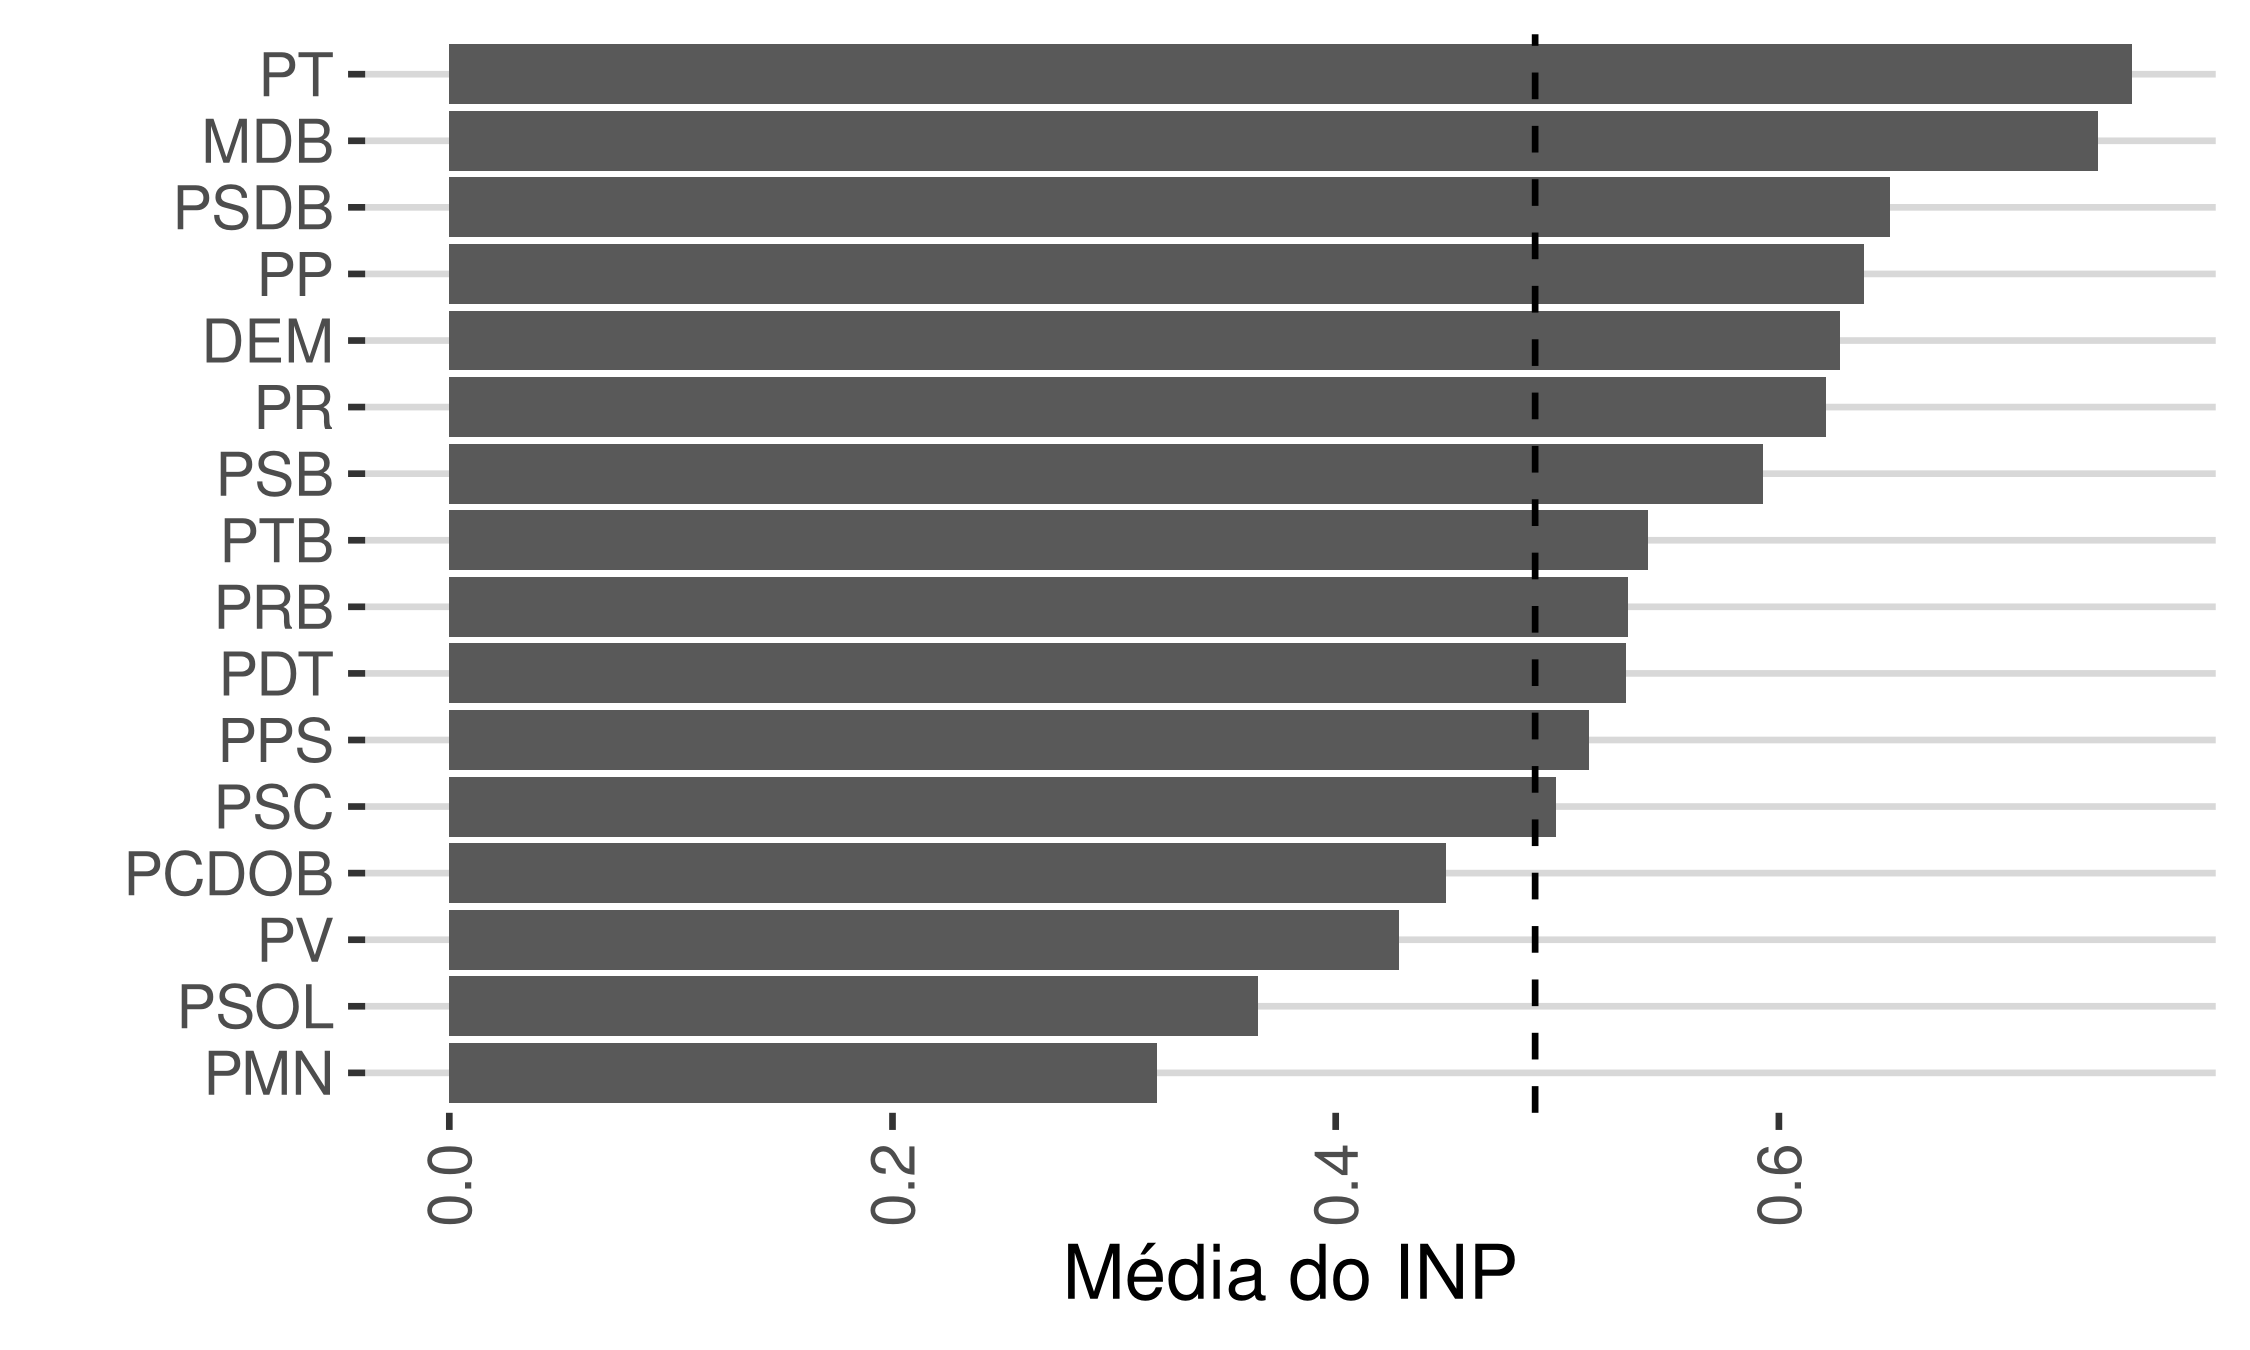 PT
MDB
PSDB
PP
DEM
PR
PSB
PTB
PRB
PDT
PPS
PSC
PCDOB
PV
PSOL
PMN
0.0
0.2
0.4
0.6
Média do INP